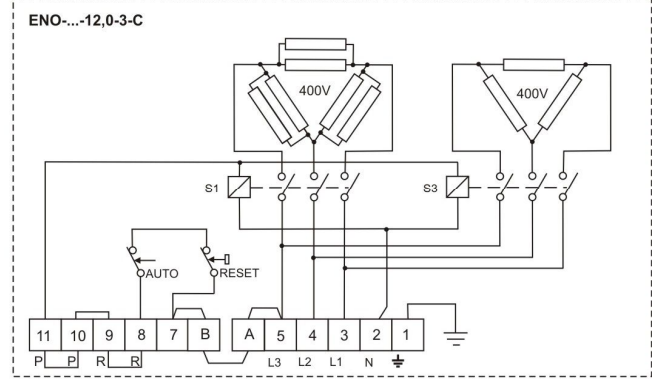 ENO-...-12,0-3-C
400V
400V
S1
S3
AUTO
RESET
11 10 9 8 7 B A 5 4 3 2 1
P P R R L3 L2 L1 N